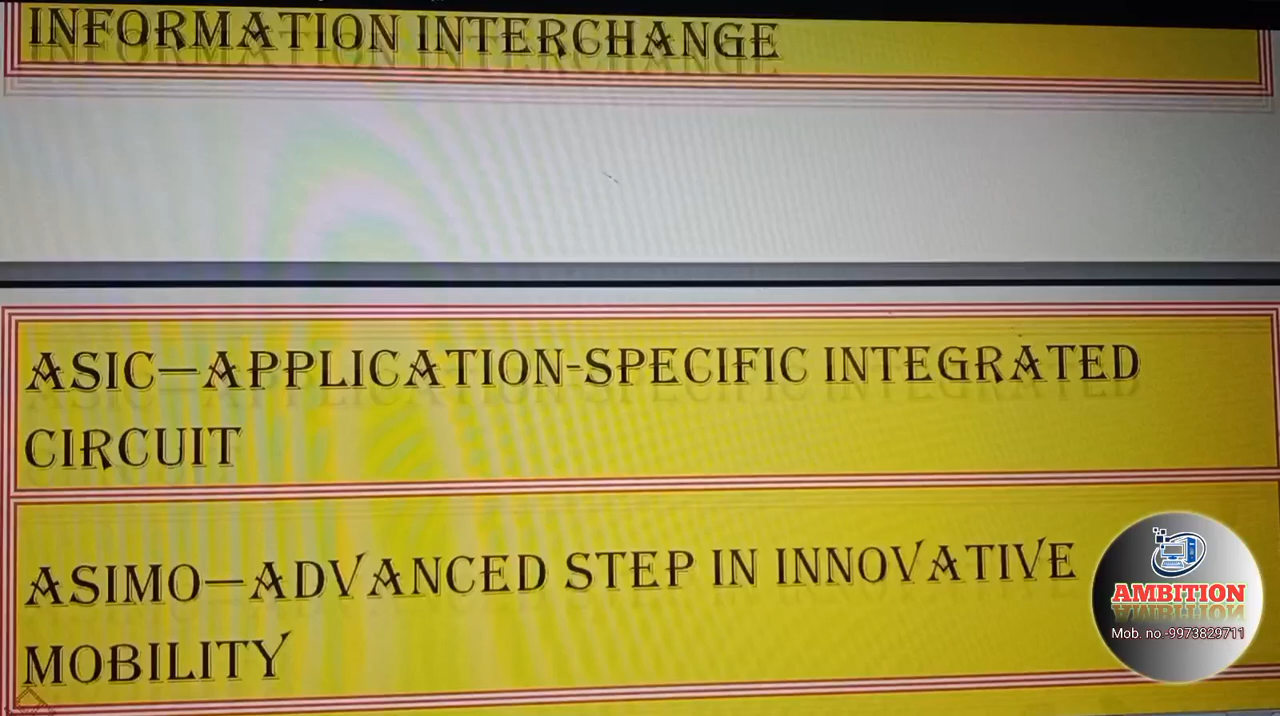 INFORMATION INTERCHANGE
ASIC—APPLICATION-SPECIFIC INTEGRATED
CIRCUIT
ASIMO—ADVANCED STEP IN INNOVATIVE
MOBILITY
AMBITION
Mob. no.-9973829711